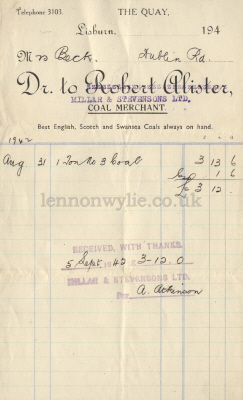 Telephone 3103. THE QUAY,
Lisburn. 194
Mrs Beck. Dublin Rd.
Dr. to Robert Alister,
MILLAR & STEVENSONS LTD.
COAL MERCHANT.
Best English, Scotch and Swansea Coals always on hand.
1942
Aug 31 1 Ton No 3 Coal 3 13 6
1 6
£ 3 12
lennonwylie.co.uk
RECEIVED, WITH THANKS.
5 Sept. 1942 £3-12.0
MILLAR & STEVENSONS LTD.
Per A. Atkinson